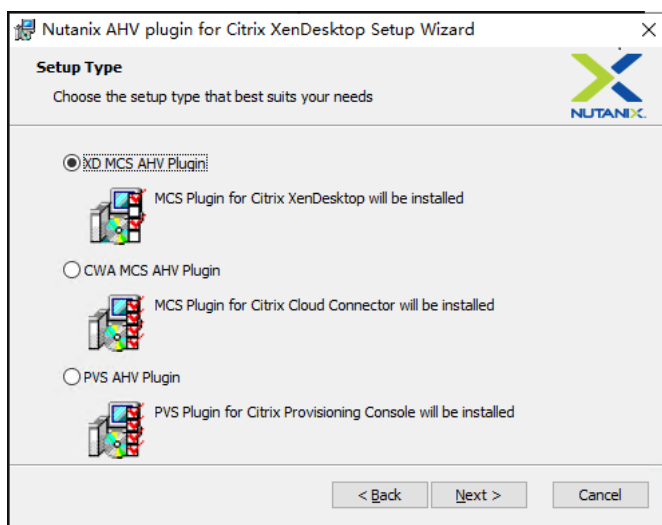 Nutanix AHV plugin for Citrix XenDesktop Setup Wizard
Setup Type
Choose the setup type that best suits your needs
NUTANIX.
XD MCS AHV Plugin
MCS Plugin for Citrix XenDesktop will be installed
CWA MCS AHV Plugin
MCS Plugin for Citrix Cloud Connector will be installed
PVS AHV Plugin
PVS Plugin for Citrix Provisioning Console will be installed
< Back Next > Cancel